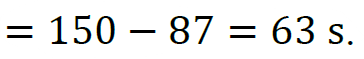 = 150 − 87 = 63 s.